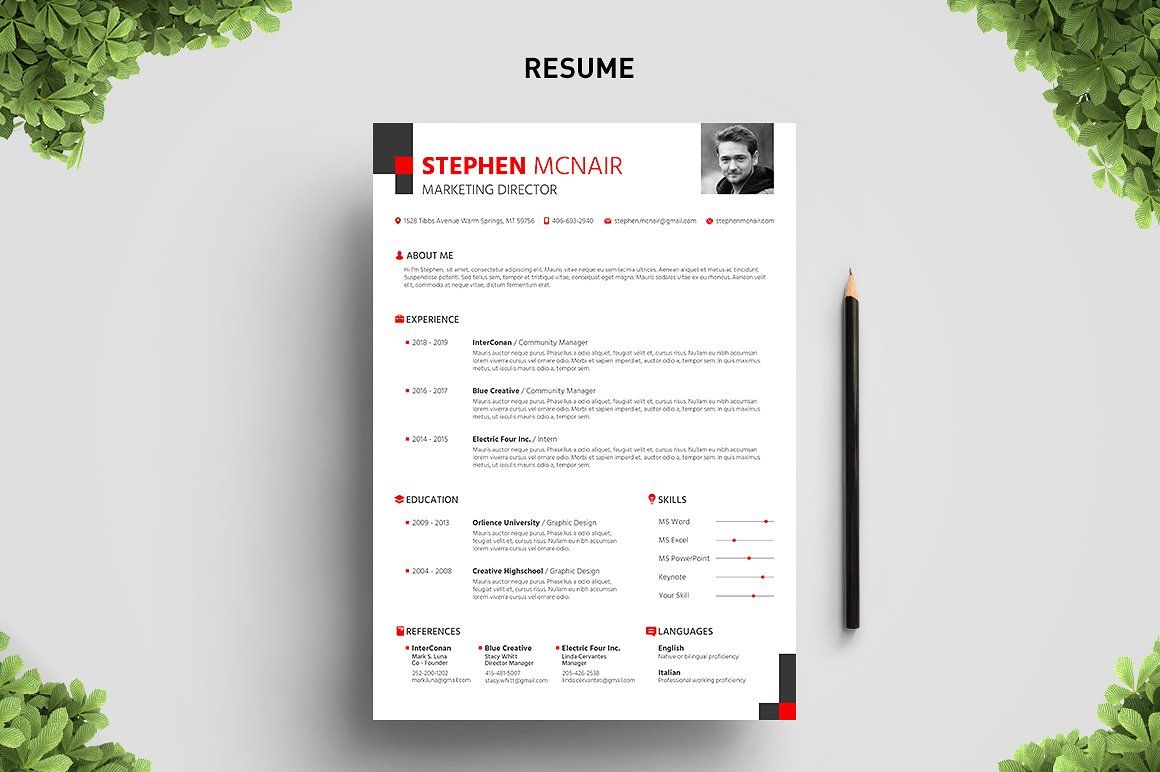 RESUME
STEPHEN MCNAIR
MARKETING DIRECTOR
1528 Tibbs Avenue Warm Springs, MT 59756
406-693-2940
stephen.mcnair@gmail.com
stephenmcnair.com
ABOUT ME
Hi I'm Stephen, sit amet, consectetur adipiscing elit. Mauris vitae neque eu sem lacinia ultrices. Aenean aliquet et metus ac tincidunt.
Suspendisse potenti. Sed tellus sem, tempor et tristique vitae, consequat eget magna. Mauris sodales vitae ex eu rhoncus. Aenean velit
elit, commodo at neque vitae, dictum fermentum erat.
EXPERIENCE
2018 - 2019
InterConan / Community Manager
Mauris auctor neque purus. Phasellus a odio aliquet, feugiat velit et, cursus risus. Nullam eu nibh accumsan
lorem viverra cursus vel ornare odio. Morbi et sapien imperdiet, auctor odio a, tempor sem. mauris risus maximus
metus, ut iaculis mauris odio a, tempor sem.
2016 - 2017
Blue Creative / Community Manager
Mauris auctor neque purus. Phasellus a odio aliquet, feugiat velit et, cursus risus. Nullam eu nibh accumsan
lorem viverra cursus vel ornare odio. Morbi et sapien imperdiet, auctor odio a, tempor sem. mauris risus maximus
metus, ut iaculis mauris odio a, tempor sem.
2014 - 2015
Electric Four Inc. / Intern
Mauris auctor neque purus. Phasellus a odio aliquet, feugiat velit et, cursus risus. Nullam eu nibh accumsan
lorem viverra cursus vel ornare odio. Morbi et sapien imperdiet, auctor odio a, tempor sem. mauris risus maximus
metus, ut iaculis mauris odio a, tempor sem.
EDUCATION
2009 - 2013
Orlience University / Graphic Design
Mauris auctor neque purus. Phasellus a odio aliquet,
feugiat velit et, cursus risus. Nullam eu nibh accumsan
lorem viverra cursus vel ornare odio.
2004 - 2008
Creative Highschool / Graphic Design
Mauris auctor neque purus. Phasellus a odio aliquet,
feugiat velit et, cursus risus. Nullam eu nibh accumsan
lorem viverra cursus vel ornare odio.
SKILLS
MS Word
MS Excel
MS PowerPoint
Keynote
Your Skill
REFERENCES
InterConan
Mark S. Luna
Co - Founder
252-200-1202
mark.luna@gmail.com
Blue Creative
Stacy Whitt
Director Manager
415-481-5007
stacy.whitt@gmail.com
Electric Four Inc.
Linda Cervantes
Manager
205-426-2538
linda.cervantes@gmail.com
LANGUAGES
English
Native or bilingual proficiency
Italian
Professional working proficiency